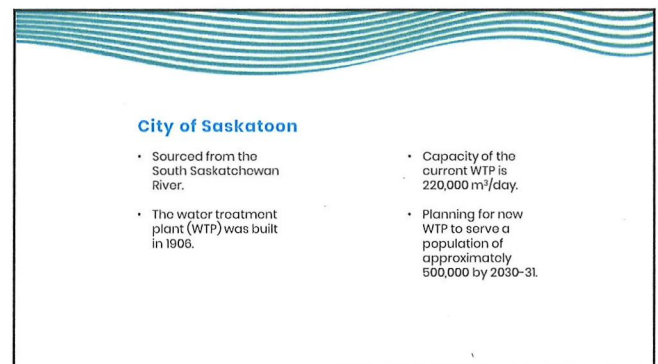 City of Saskatoon
• Sourced from the
South Saskatchewan
River.
• The water treatment
plant (WTP) was built
in 1906.
• Capacity of the
current WTP is
220,000 m³/day.
• Planning for new
WTP to serve a
population of
approximately
500,000 by 2030-31.